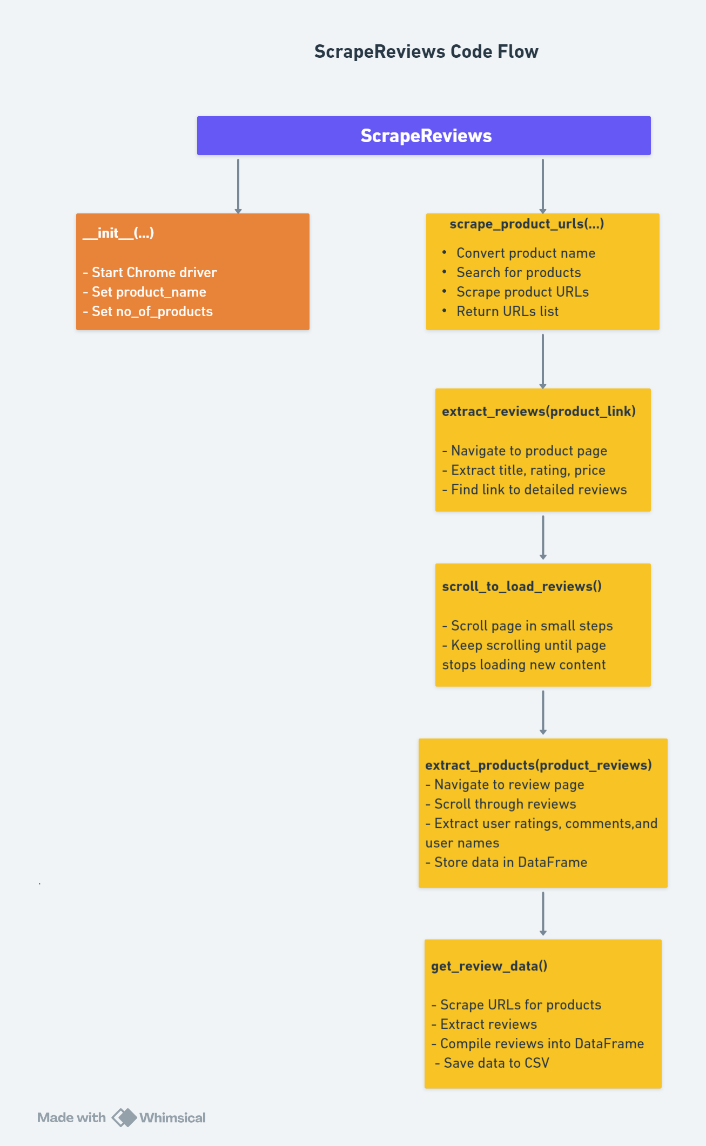 ScrapeReviews Code Flow
ScrapeReviews
__init__(...)
- Start Chrome driver
- Set product_name
- Set no_of_products
scrape_product_urls(...)
• Convert product name
• Search for products
• Scrape product URLs
• Return URLs list
extract_reviews(product_link)
- Navigate to product page
- Extract title, rating, price
- Find link to detailed reviews
scroll_to_load_reviews()
- Scroll page in small steps
- Keep scrolling until page
stops loading new content
extract_products(product_reviews)
- Navigate to review page
- Scroll through reviews
- Extract user ratings, comments,and
user names
- Store data in DataFrame
.
get_review_data()
- Scrape URLs for products
- Extract reviews
- Compile reviews into DataFrame
- Save data to CSV
Made with Whimsical